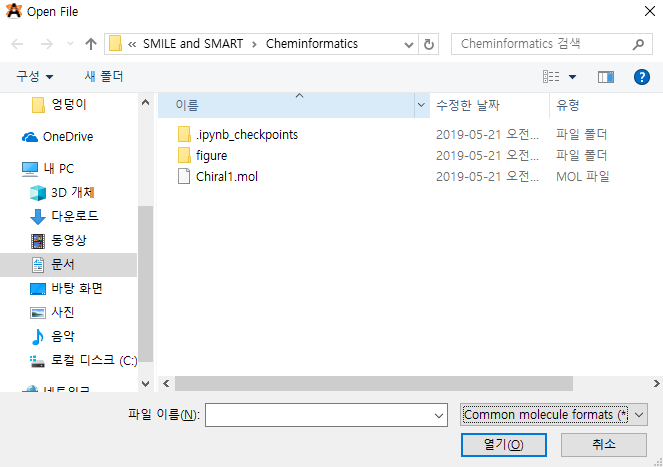 Open File
« SMILE and SMART > Cheminformatics
Cheminformatics 검색
구성
새 폴더
엉덩이
OneDrive
내 PC
3D 개체
다운로드
동영상
문서
바탕 화면
사진
음악
로컬 디스크 (C:)
네트워크
이름 수정한 날짜 유형
.ipynb_checkpoints 2019-05-21 오전... 파일 폴더
figure 2019-05-21 오전... 파일 폴더
Chiral1.mol 2019-05-21 오전... MOL 파일
파일 이름(N):
Common molecule formats (*
열기(O)
취소